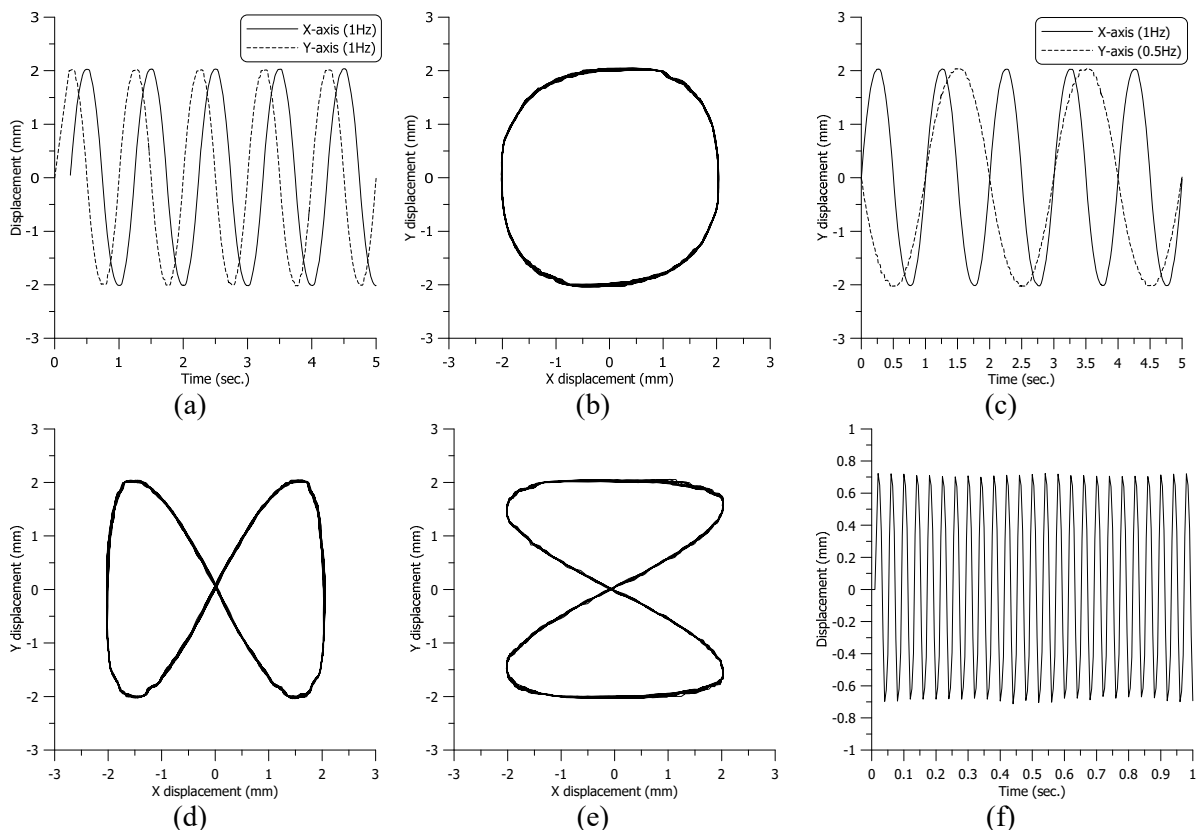 3
2
1
0
-1
-2
-3
Displacement (mm)
X-axis (1Hz)
Y-axis (1Hz)
0 1 2 3 4 5
Time (sec.)
(a)
3
2
1
0
-1
-2
-3
Y displacement (mm)
-3 -2 -1 0 1 2 3
X displacement (mm)
(b)
3
2
1
0
-1
-2
-3
Y displacement (mm)
X-axis (1Hz)
Y-axis (0.5Hz)
0 0.5 1 1.5 2 2.5 3 3.5 4 4.5 5
Time (sec.)
(c)
3
2
1
0
-1
-2
-3
Y displacement (mm)
-3 -2 -1 0 1 2 3
X displacement (mm)
(d)
3
2
1
0
-1
-2
-3
Y displacement (mm)
-3 -2 -1 0 1 2 3
X displacement (mm)
(e)
1
0.8
0.6
0.4
0.2
0
-0.2
-0.4
-0.6
-0.8
-1
Displacement (mm)
0 0.1 0.2 0.3 0.4 0.5 0.6 0.7 0.8 0.9 1
Time (sec.)
(f)